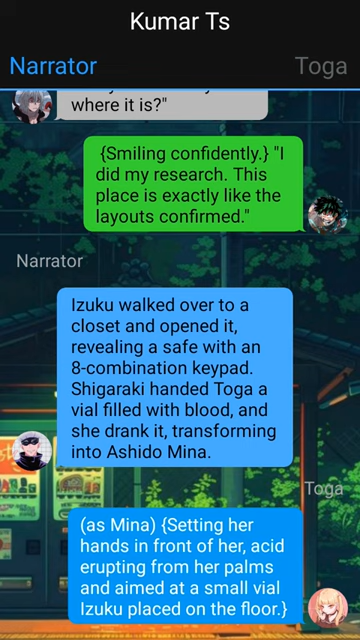 Kumar Ts
Narrator
Toga
where it is?"
{Smiling confidently.} "I
did my research. This
place is exactly like the
layouts confirmed."
Narrator
Izuku walked over to a
closet and opened it,
revealing a safe with an
8-combination keypad.
Shigaraki handed Toga a
vial filled with blood, and
she drank it, transforming
into Ashido Mina.
Toga
(as Mina) {Setting her
hands in front of her, acid
erupting from her palms
and aimed at a small vial
Izuku placed on the floor.}